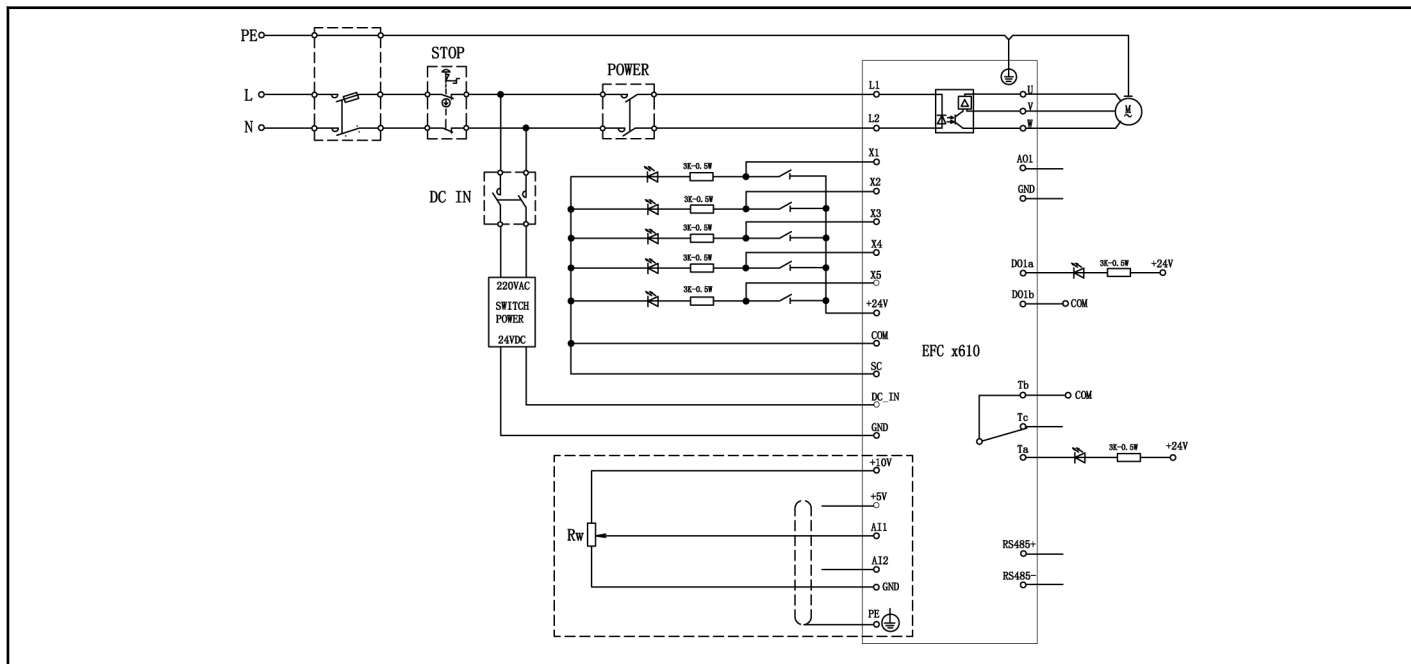 PE
STOP
POWER
L
N
L1
L2
U
V
W
M
~
DC IN
220VAC
SWITCH
POWER
24VDC
3K-0.5W
3K-0.5W
3K-0.5W
3K-0.5W
3K-0.5W
X1
X2
X3
X4
X5
+24V
COM
SC
DC_IN
GND
+10V
+5V
AI1
AI2
GND
PE
Rw
EFC x610
AO1
GND
DO1a
3K-0.5W
+24V
DO1b
COM
Tb
COM
Tc
Ta
3K-0.5W
+24V
RS485+
RS485-